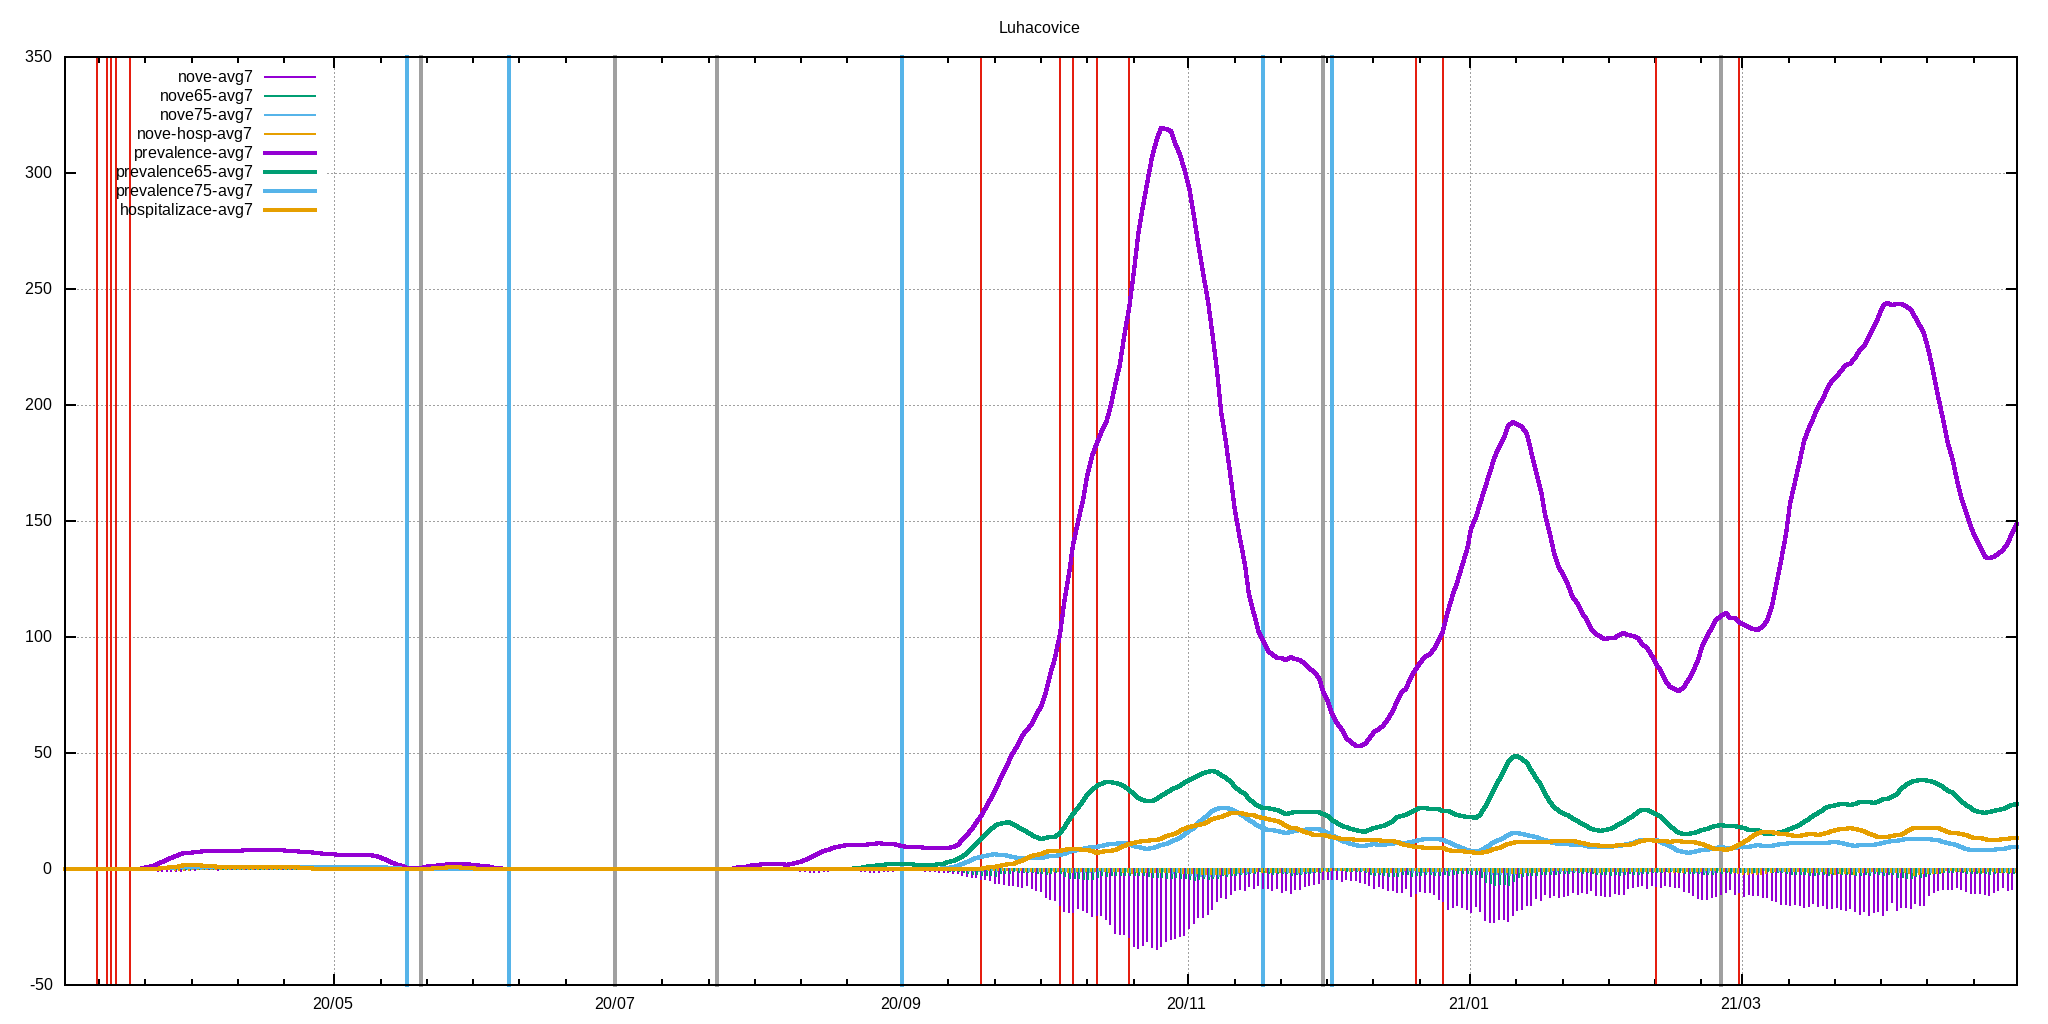 Luhacovice
350
300
250
200
150
100
50
0
-50
nove-avg7
nove65-avg7
nove75-avg7
nove-hosp-avg7
prevalence-avg7
prevalence65-avg7
prevalence75-avg7
hospitalizace-avg7
20/05 20/07 20/09 20/11 21/01 21/03